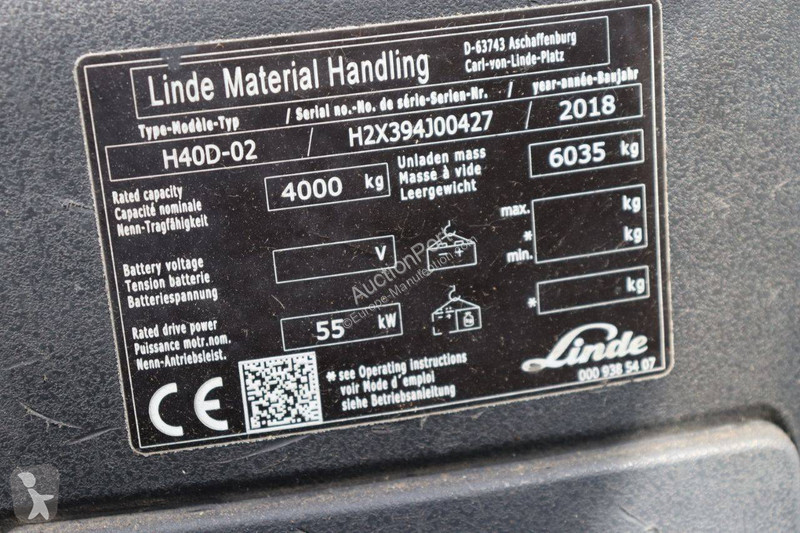 Linde Material Handling
D-63743 Aschaffenburg
Carl-von-Linde-Platz
Type-Modèle-Typ / Serial no.-No. de série-Serien-Nr. / year-année-Baujahr
H40D-02 / H2X394J00427 / 2018
Rated capacity
Capacité nominale
Nenn-Tragfähigkeit
4000 kg
Unladen mass
Massé à vide
Leergewicht
6035 kg
Battery voltage
Tension batterie
Batteriespannung
V
max. kg
* kg
min.
Rated drive power
Puissance motr.nom.
Nenn-Antriebsleist.
55 kW
* kg
CE
* see Operating instructions
voir Mode d'emploi
siehe Betriebsanleitung
Linde
000 938 54 07
AuctionPort